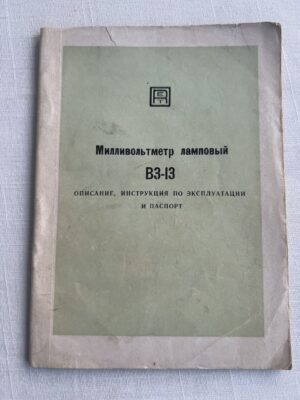 Милливольтметр ламповый
В3-13
ОПИСАНИЕ, ИНСТРУКЦИЯ ПО ЭКСПЛУАТАЦИИ
И ПАСПОРТ